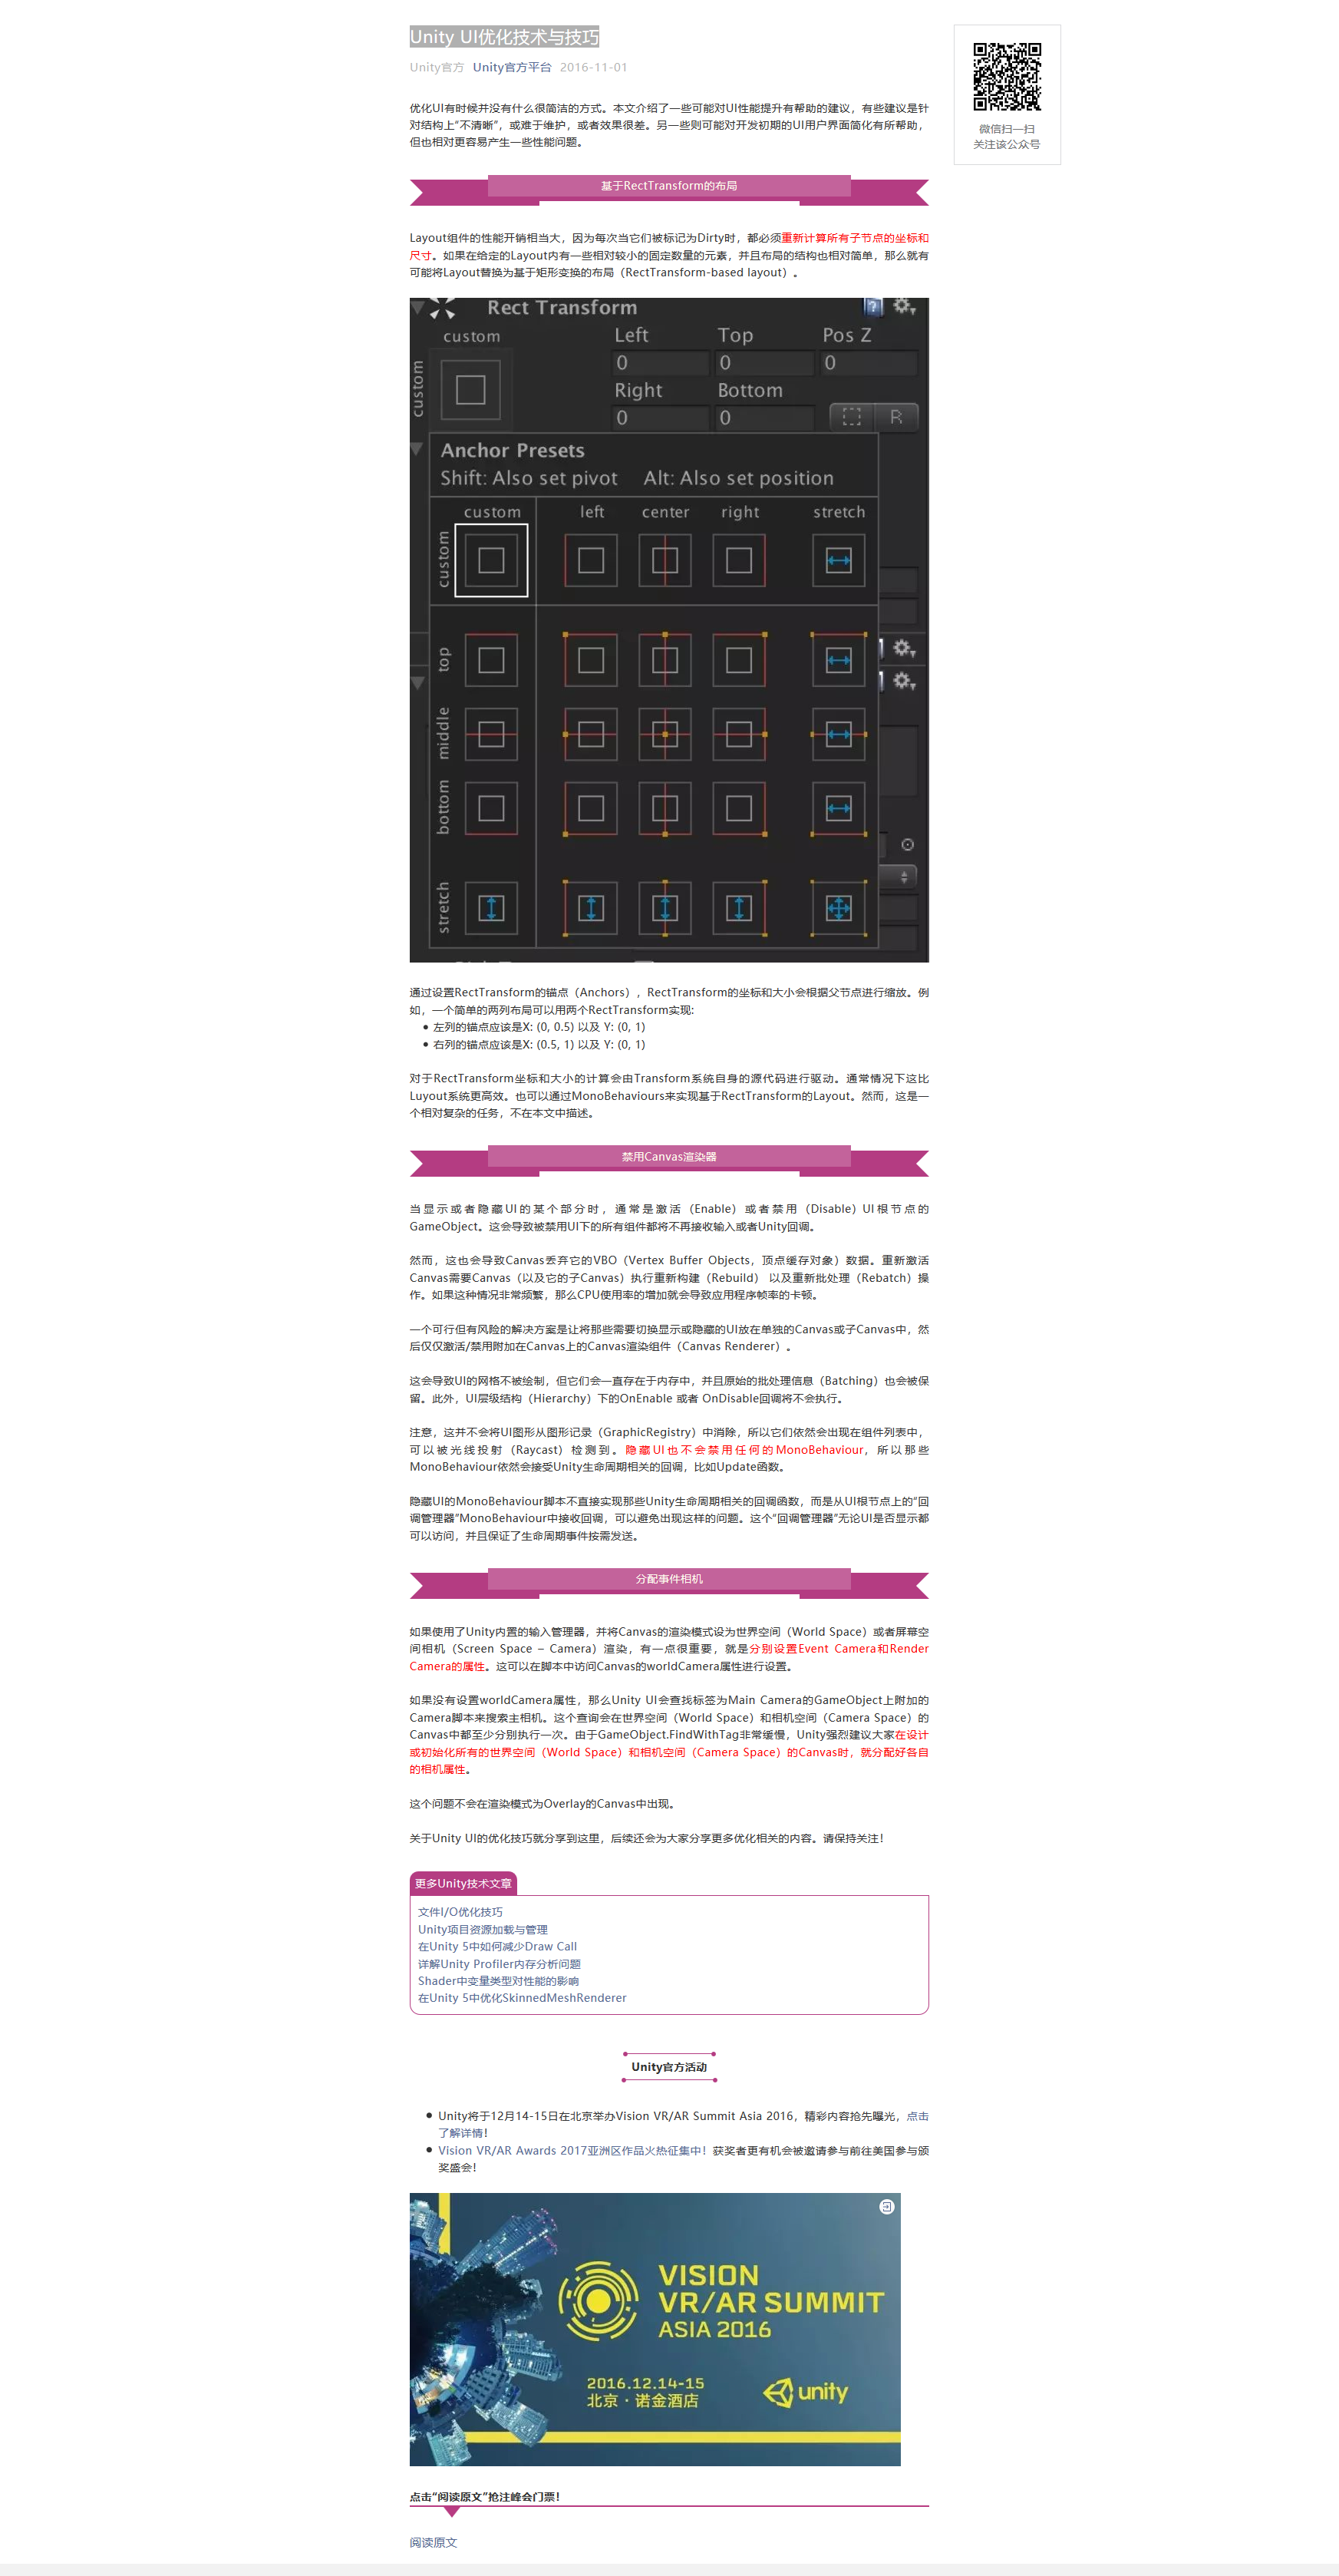 Unity UI优化技术与技巧
Unity官方 Unity官方平台 2016-11-01
微信扫一扫
关注该公众号
优化UI有时候并没有什么很简洁的方式。本文介绍了一些可能对UI性能提升有帮助的建议，有些建议是针
对结构上“不清晰”，或难于维护，或者效果很差。另一些则可能对开发初期的UI用户界面简化有所帮助，
但也相对更容易产生一些性能问题。
基于RectTransform的布局
Layout组件的性能开销相当大，因为每次当它们被标记为Dirty时，都必须重新计算所有子节点的坐标和
尺寸。如果在给定的Layout内有一些相对较小的固定数量的元素，并且布局的结构也相对简单，那么就有
可能将Layout替换为基于矩形变换的布局（RectTransform-based layout）。
Rect Transform
custom Left Top Pos Z
custom
0 0 0
Right Bottom
0 0 R
Anchor Presets
Shift: Also set pivot Alt: Also set position
custom left center right stretch
custom
top
middle
bottom
stretch
通过设置RectTransform的锚点（Anchors），RectTransform的坐标和大小会根据父节点进行缩放。例
如，一个简单的两列布局可以用两个RectTransform实现:
● 左列的锚点应该是X: (0, 0.5) 以及 Y: (0, 1)
● 右列的锚点应该是X: (0.5, 1) 以及 Y: (0, 1)
对于RectTransform坐标和大小的计算会由Transform系统自身的源代码进行驱动。通常情况下这比
Luyout系统更高效。也可以通过MonoBehaviours来实现基于RectTransform的Layout。然而，这是一
个相对复杂的任务，不在本文中描述。
禁用Canvas渲染器
当显示或者隐藏UI的某个部分时，通常是激活（Enable）或者禁用（Disable）UI根节点的
GameObject。这会导致被禁用UI下的所有组件都将不再接收输入或者Unity回调。
然而，这也会导致Canvas丢弃它的VBO（Vertex Buffer Objects，顶点缓存对象）数据。重新激活
Canvas需要Canvas（以及它的子Canvas）执行重新构建（Rebuild） 以及重新批处理（Rebatch）操
作。如果这种情况非常频繁，那么CPU使用率的增加就会导致应用程序帧率的卡顿。
一个可行但有风险的解决方案是让将那些需要切换显示或隐藏的UI放在单独的Canvas或子Canvas中，然
后仅仅激活/禁用附加在Canvas上的Canvas渲染组件（Canvas Renderer）。
这会导致UI的网格不被绘制，但它们会一直存在于内存中，并且原始的批处理信息（Batching）也会被保
留。此外，UI层级结构（Hierarchy）下的OnEnable 或者 OnDisable回调将不会执行。
注意，这并不会将UI图形从图形记录（GraphicRegistry）中消除，所以它们依然会出现在组件列表中，
可以被光线投射（Raycast）检测到。隐藏UI也不会禁用任何的MonoBehaviour，所以那些
MonoBehaviour依然会接受Unity生命周期相关的回调，比如Update函数。
隐藏UI的MonoBehaviour脚本不直接实现那些Unity生命周期相关的回调函数，而是从UI根节点上的“回
调管理器”MonoBehaviour中接收回调，可以避免出现这样的问题。这个“回调管理器”无论UI是否显示都
可以访问，并且保证了生命周期事件按需发送。
分配事件相机
如果使用了Unity内置的输入管理器，并将Canvas的渲染模式设为世界空间（World Space）或者屏幕空
间相机（Screen Space – Camera）渲染，有一点很重要，就是分别设置Event Camera和Render
Camera的属性。这可以在脚本中访问Canvas的worldCamera属性进行设置。
如果没有设置worldCamera属性，那么Unity UI会查找标签为Main Camera的GameObject上附加的
Camera脚本来搜索主相机。这个查询会在世界空间（World Space）和相机空间（Camera Space）的
Canvas中都至少分别执行一次。由于GameObject.FindWithTag非常缓慢，Unity强烈建议大家在设计
或初始化所有的世界空间（World Space）和相机空间（Camera Space）的Canvas时，就分配好各自
的相机属性。
这个问题不会在渲染模式为Overlay的Canvas中出现。
关于Unity UI的优化技巧就分享到这里，后续还会为大家分享更多优化相关的内容。请保持关注！
更多Unity技术文章
文件I/O优化技巧
Unity项目资源加载与管理
在Unity 5中如何减少Draw Call
详解Unity Profiler内存分析问题
Shader中变量类型对性能的影响
在Unity 5中优化SkinnedMeshRenderer
Unity官方活动
● Unity将于12月14-15日在北京举办Vision VR/AR Summit Asia 2016，精彩内容抢先曝光，点击
了解详情！
● Vision VR/AR Awards 2017亚洲区作品火热征集中！获奖者更有机会被邀请参与前往美国参与颁
奖盛会！
VISION
VR/AR SUMMIT
ASIA 2016
2016.12.14-15
北京·诺金酒店
unity
点击“阅读原文”抢注峰会门票！
阅读原文